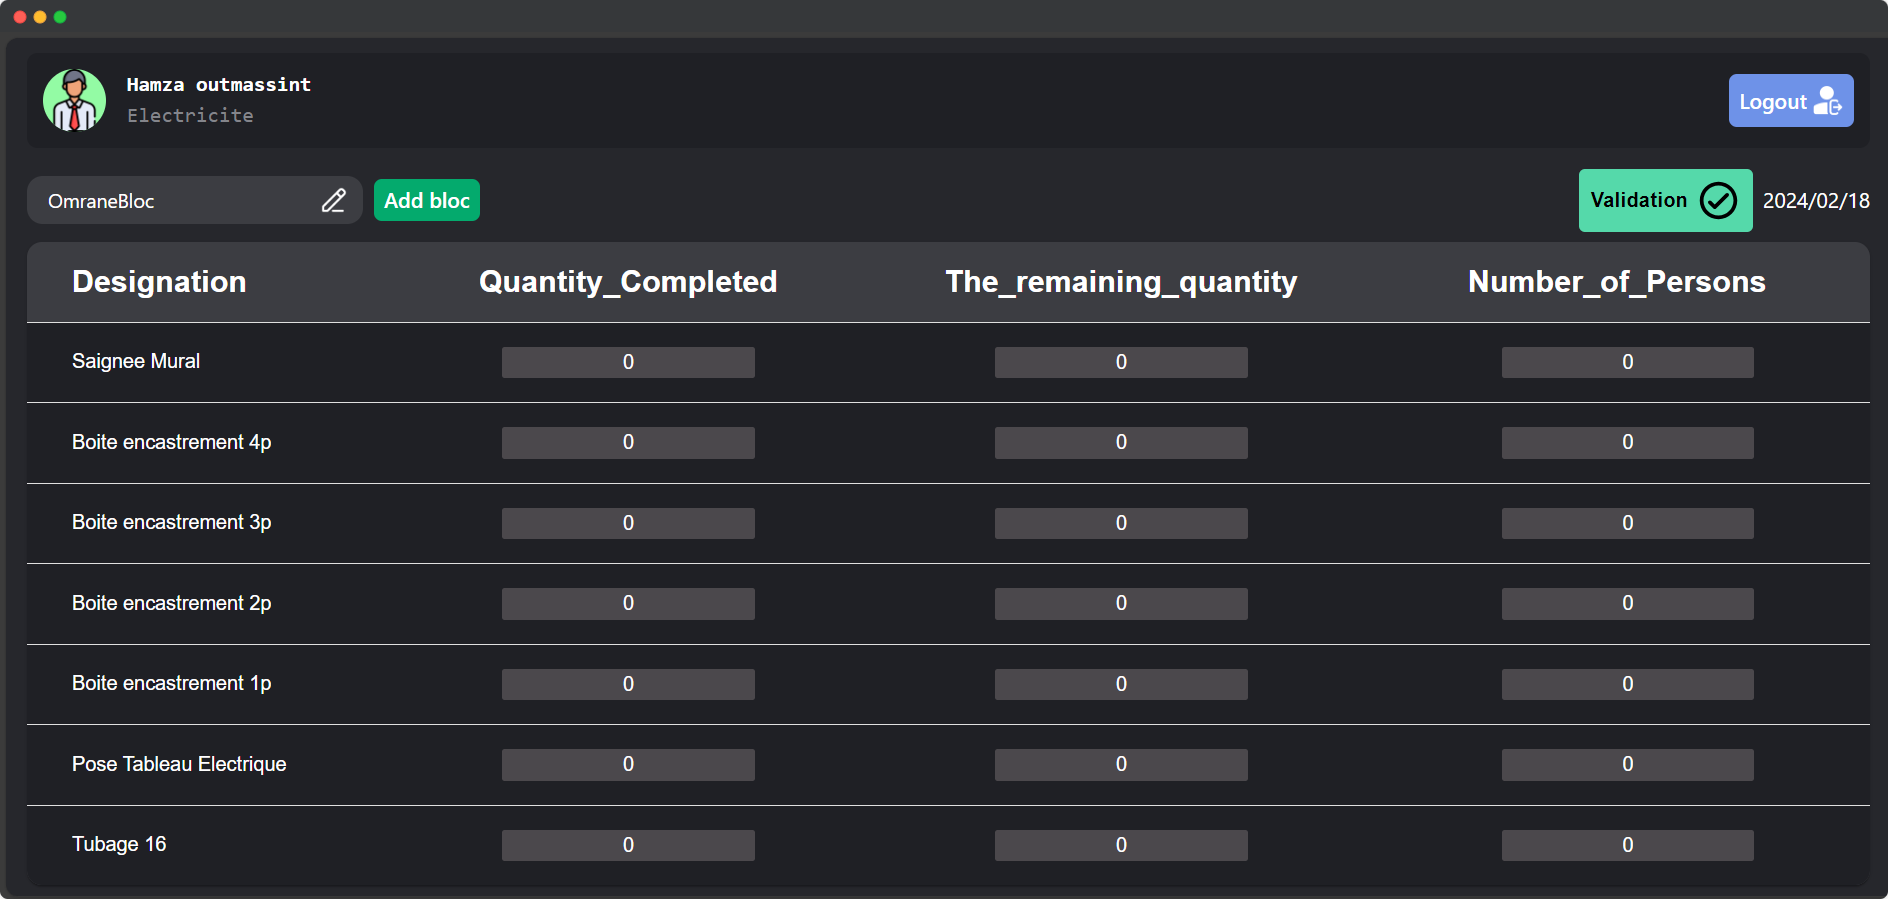 Hamza outmassint
Electricite
Logout
OmraneBloc
Add bloc
Validation
2024/02/18
Designation Quantity_Completed The_remaining_quantity Number_of_Persons
Saignee Mural 0 0 0
Boite encastrement 4p 0 0 0
Boite encastrement 3p 0 0 0
Boite encastrement 2p 0 0 0
Boite encastrement 1p 0 0 0
Pose Tableau Electrique 0 0 0
Tubage 16 0 0 0